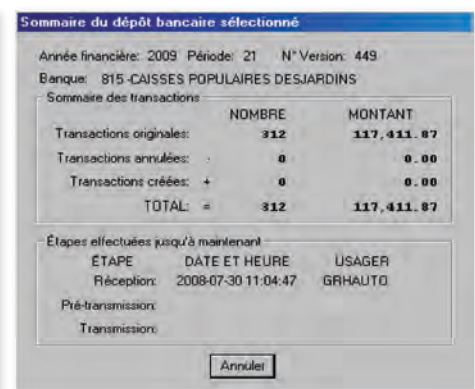 Sommaire du dépôt bancaire sélectionné
Année financière: 2009 Période: 21 N° Version: 449
Banque: 815 -CAISSES POPULAIRES DESJARDINS
Sommaire des transactions
NOMBRE MONTANT
Transactions originales: 312 117,411.87
Transactions annulées: - 0 0.00
Transactions créées: + 0 0.00
TOTAL: = 312 117,411.87
Étapes effectuées jusqu'à maintenant
ÉTAPE DATE ET HEURE USAGER
Réception: 2008-07-30 11:04:47 GRHAUTO
Pré-transmission:
Transmission:
Annuler